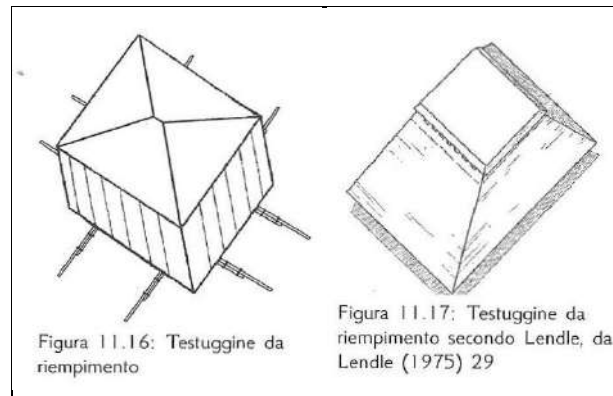 Figura 11.16: Testuggine da
riempimento
Figura 11.17: Testuggine da
riempimento secondo Lendle, da
Lendle (1975) 29